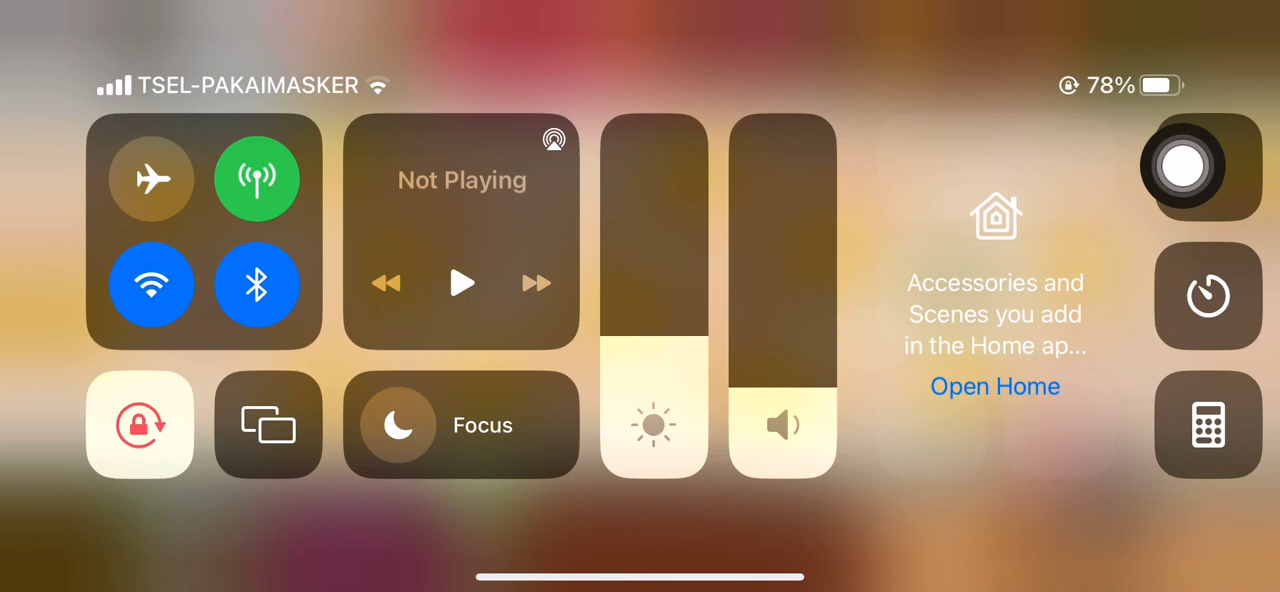 TSEL-PAKAIMASKER
78%
Not Playing
Focus
Accessories and
Scenes you add
in the Home ap...
Open Home